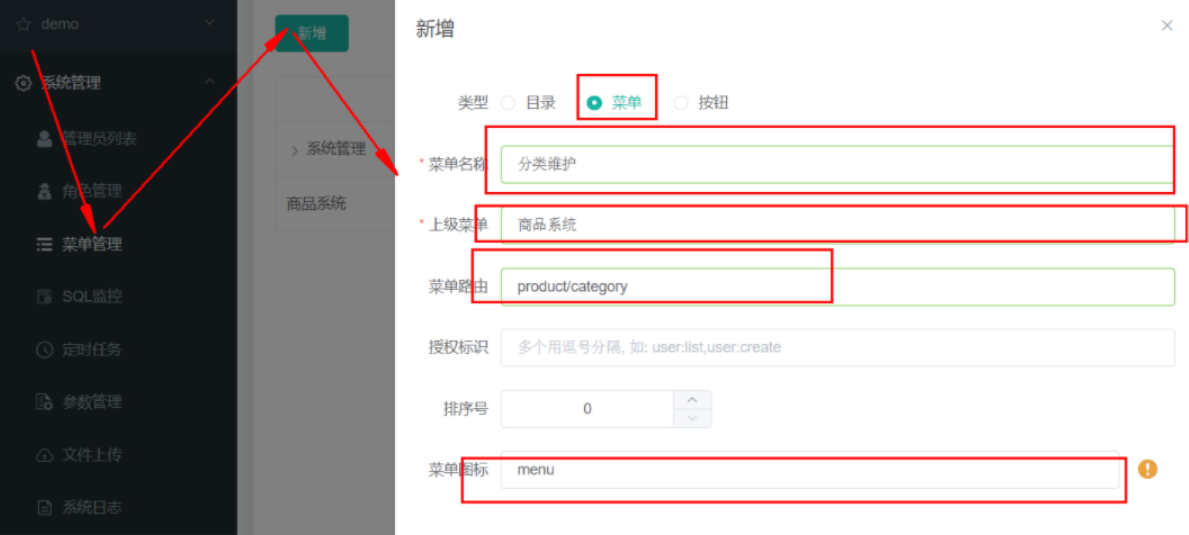 demo
系统管理
管理员列表
角色管理
菜单管理
SQL监控
定时任务
参数管理
文件上传
系统日志
新增
系统管理
商品系统
新增
类型 目录 菜单 按钮
* 菜单名称 分类维护
* 上级菜单 商品系统
菜单路由 product/category
授权标识 多个用逗号分隔, 如: user:list,user:create
排序号 0
菜单图标 menu